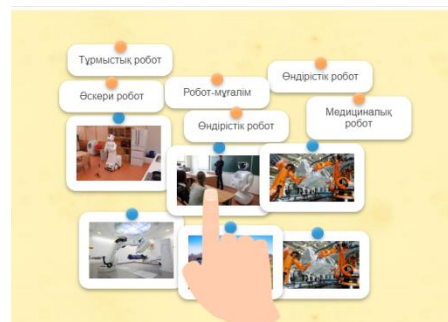 Тұрмыстық робот
Өндірістік робот
Әскери робот
Робот-мұғалім
Өндірістік робот
Медициналық
робот